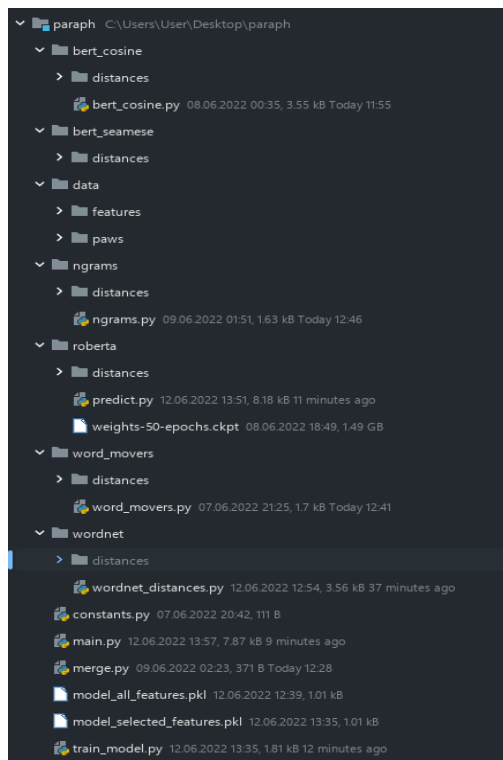 paraph C:\Users\User\Desktop\paraph
bert_cosine
distances
bert_cosine.py 08.06.2022 00:35, 3.55 kB Today 11:55
bert_seamese
distances
data
features
paws
ngrams
distances
ngrams.py 09.06.2022 01:51, 1.63 kB Today 12:46
roberta
distances
predict.py 12.06.2022 13:51, 8.18 kB 11 minutes ago
weights-50-epochs.ckpt 08.06.2022 18:49, 1.49 GB
word_movers
distances
word_movers.py 07.06.2022 21:25, 1.7 kB Today 12:41
wordnet
distances
wordnet_distances.py 12.06.2022 12:54, 3.56 kB 37 minutes ago
constants.py 07.06.2022 20:42, 111 B
main.py 12.06.2022 13:57, 7.87 kB 9 minutes ago
merge.py 09.06.2022 02:23, 371 B Today 12:28
model_all_features.pkl 12.06.2022 12:39, 1.01 kB
model_selected_features.pkl 12.06.2022 13:35, 1.01 kB
train_model.py 12.06.2022 13:35, 1.81 kB 12 minutes ago